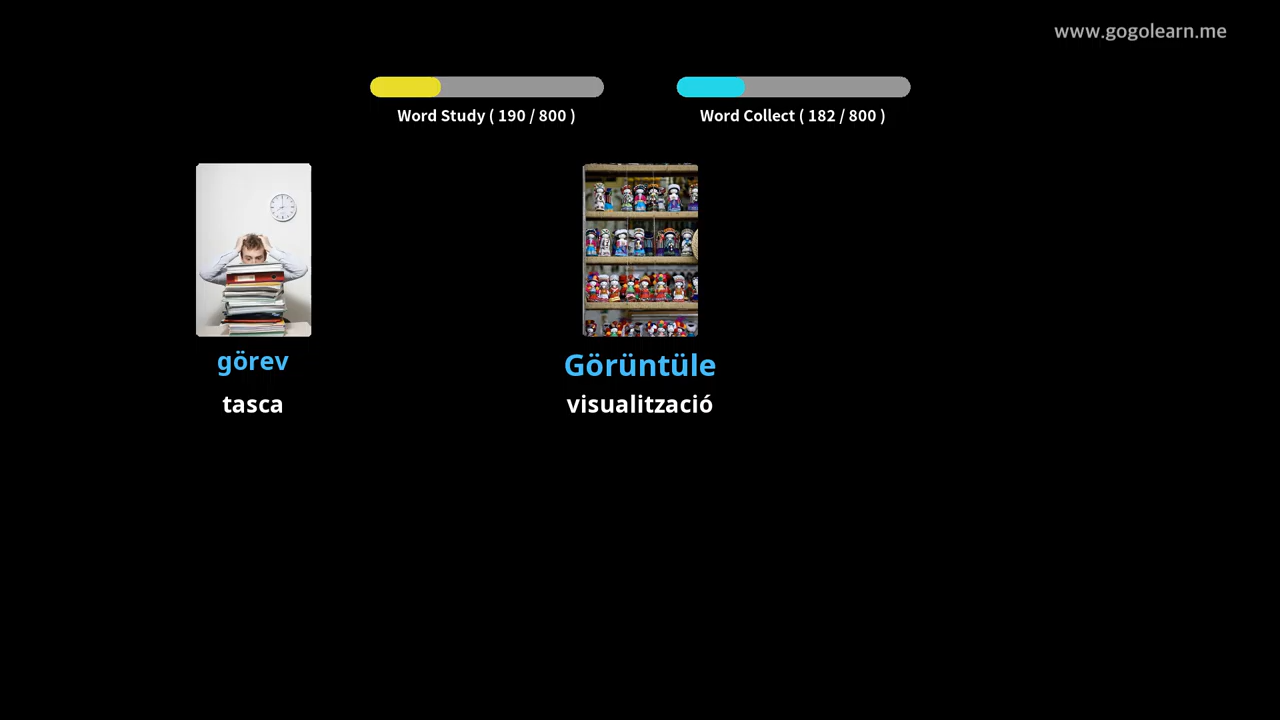 www.gogolearn.me
Word Study ( 190 / 800 )
Word Collect ( 182 / 800 )
görev
tasca
Görüntüle
visualització